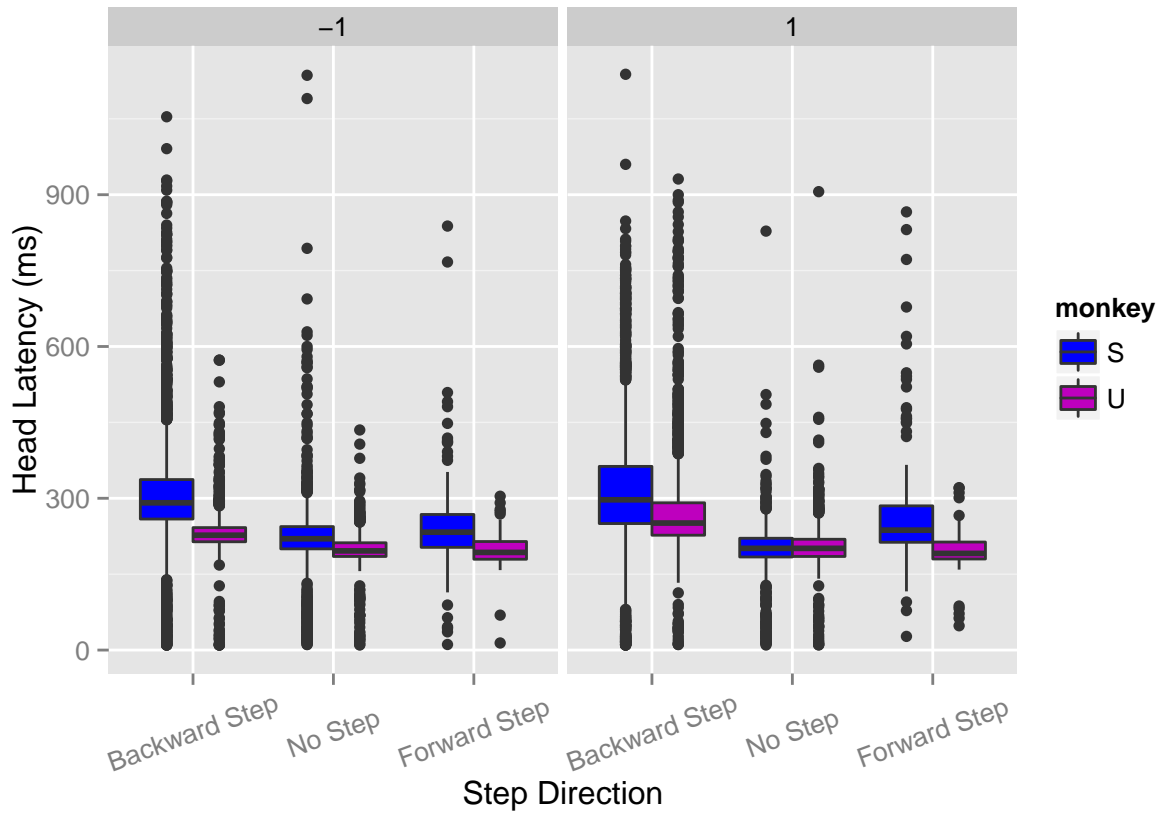 −1
1
Head Latency (ms)
900
600
300
0
monkey
S
U
Backward Step
No Step
Forward Step
Backward Step
No Step
Forward Step
Step Direction